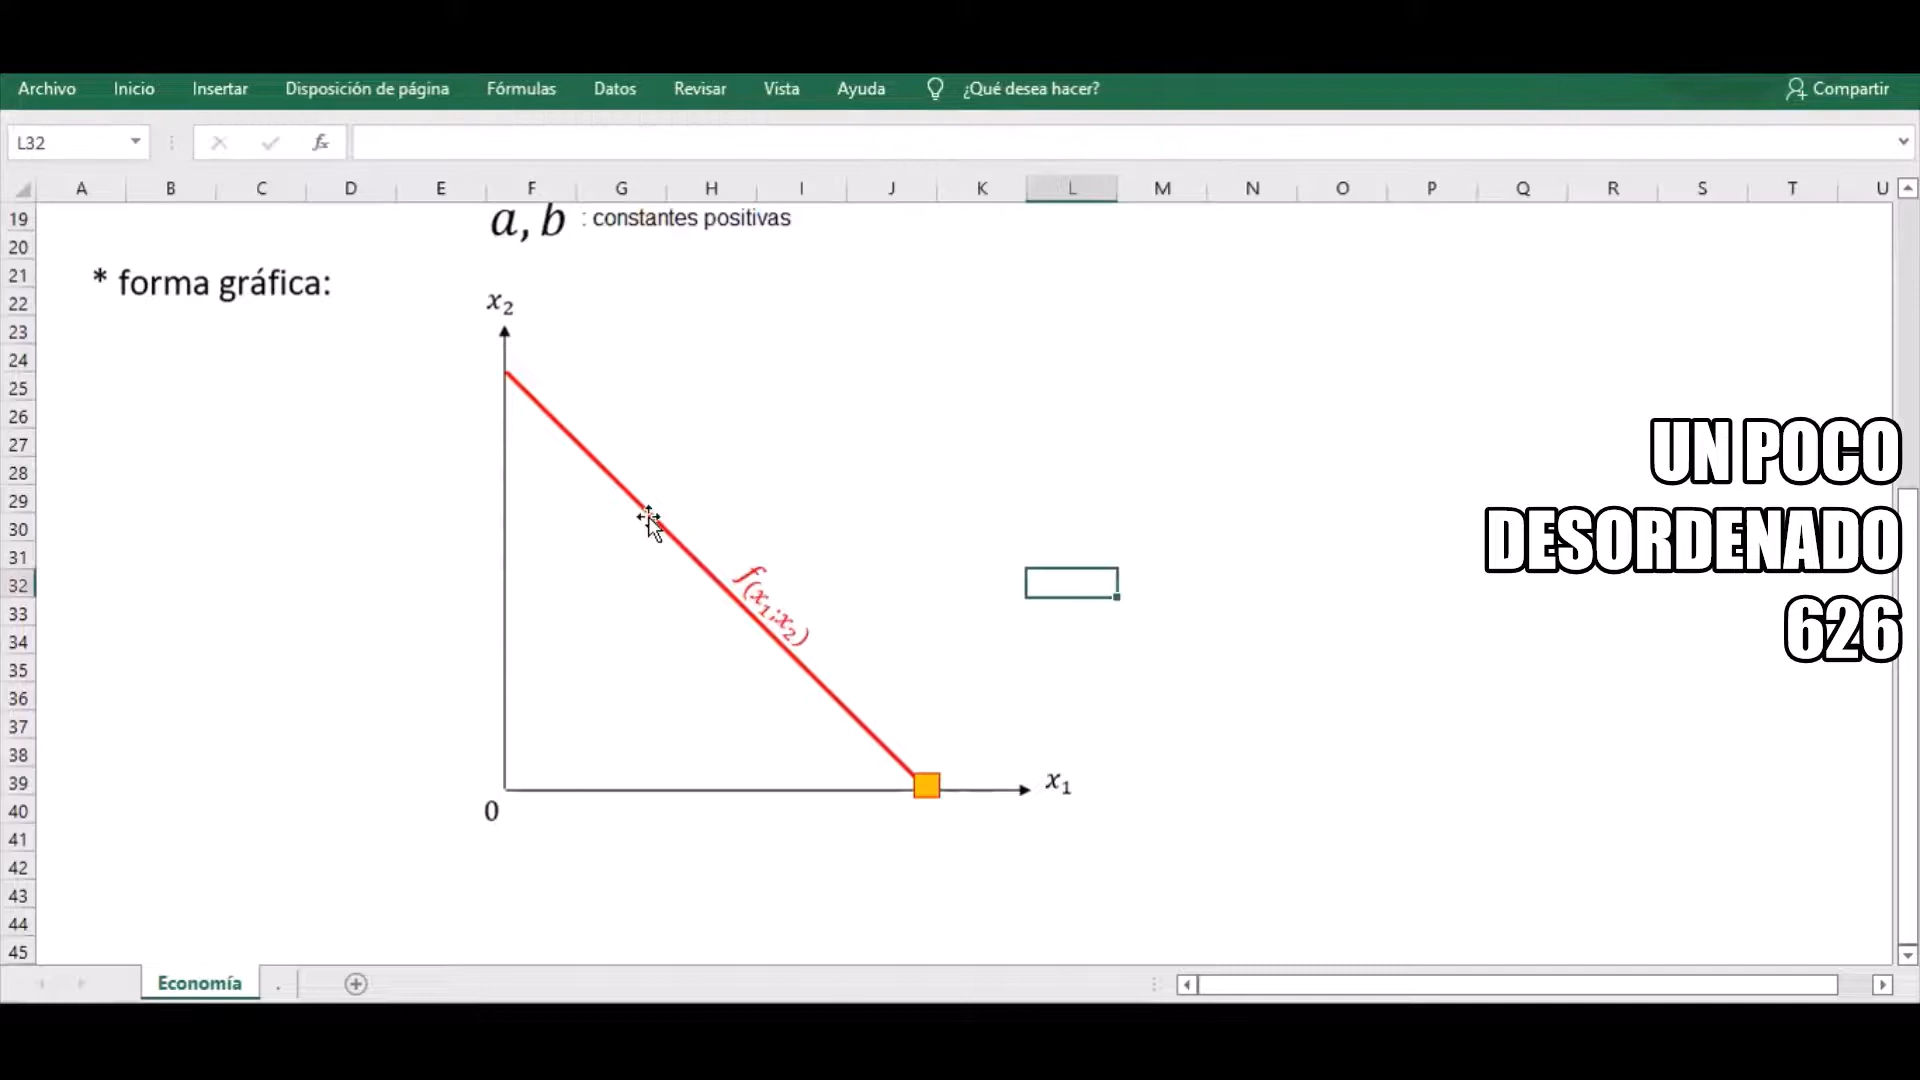 Archivo Inicio Insertar Disposición de página Fórmulas Datos Revisar Vista Ayuda ¿Qué desea hacer? Compartir
L32 fx
A B C D E F G H I J K L M N O P Q R S T U
19
20
21
22
23
24
25
26
27
28
29
30
31
32
33
34
35
36
37
38
39
40
41
42
43
44
45
a, b : constantes positivas
* forma gráfica:
x₂
f(x₁;x₂)
x₁
0
UN POCO
DESORDENADO
626
Economía .